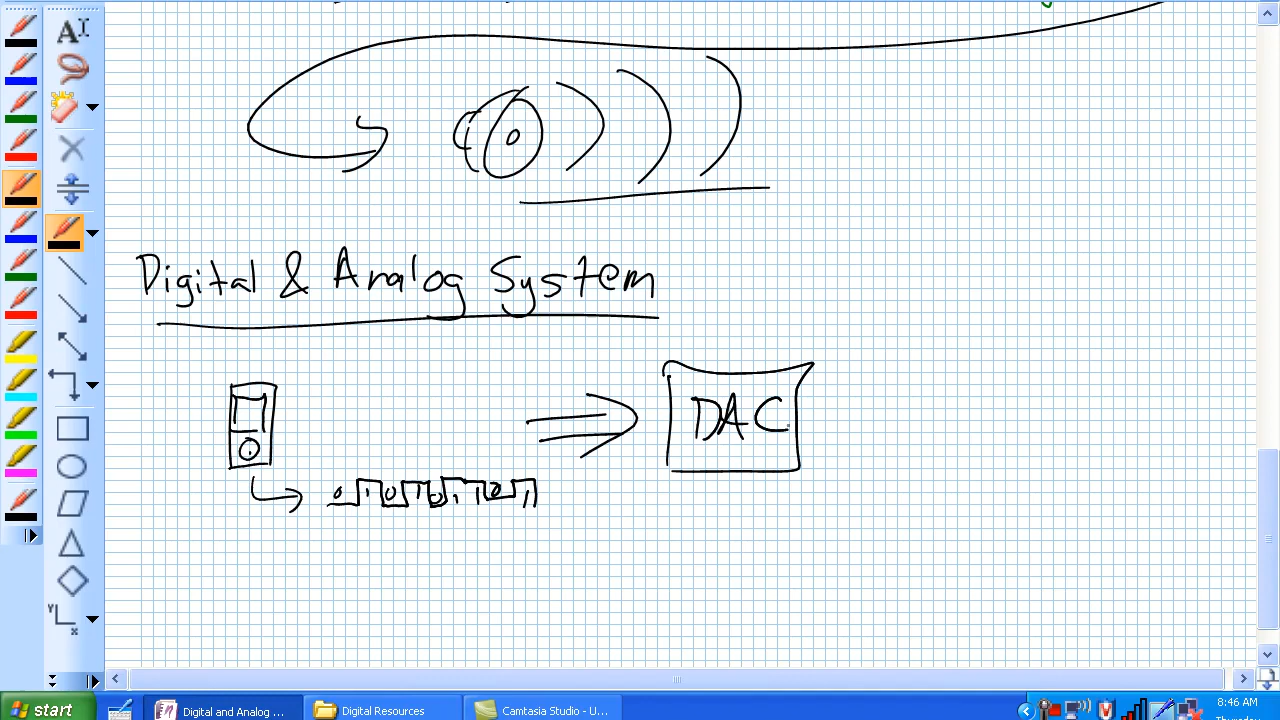 Digital & Analog System
DAC
0 1 0 1 0 1 1 0 1
start
Digital and Analog ...
Digital Resources
Camtasia Studio - U...
8:46 AM